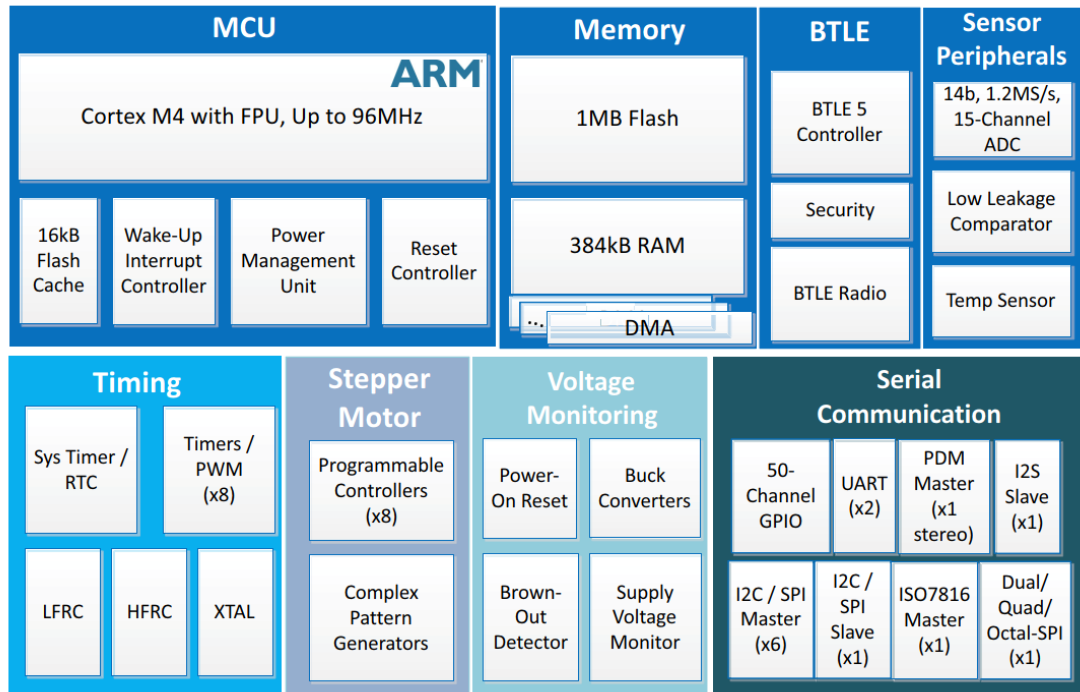 MCU
ARM
Cortex M4 with FPU, Up to 96MHz
16kB
Flash
Cache
Wake-Up
Interrupt
Controller
Power
Management
Unit
Reset
Controller
Memory
1MB Flash
384kB RAM
...
DMA
BTLE
BTLE 5
Controller
Security
BTLE Radio
Sensor
Peripherals
14b, 1.2MS/s,
15-Channel
ADC
Low Leakage
Comparator
Temp Sensor
Timing
Sys Timer /
RTC
Timers /
PWM
(x8)
LFRC
HFRC
XTAL
Stepper
Motor
Programmable
Controllers
(x8)
Complex
Pattern
Generators
Voltage
Monitoring
Power-
On Reset
Buck
Converters
Brown-
Out
Detector
Supply
Voltage
Monitor
Serial
Communication
50-
Channel
GPIO
UART
(x2)
PDM
Master
(x1
stereo)
I2S
Slave
(x1)
I2C / SPI
Master
(x6)
I2C /
SPI
Slave
(x1)
ISO7816
Master
(x1)
Dual/
Quad/
Octal-SPI
(x1)